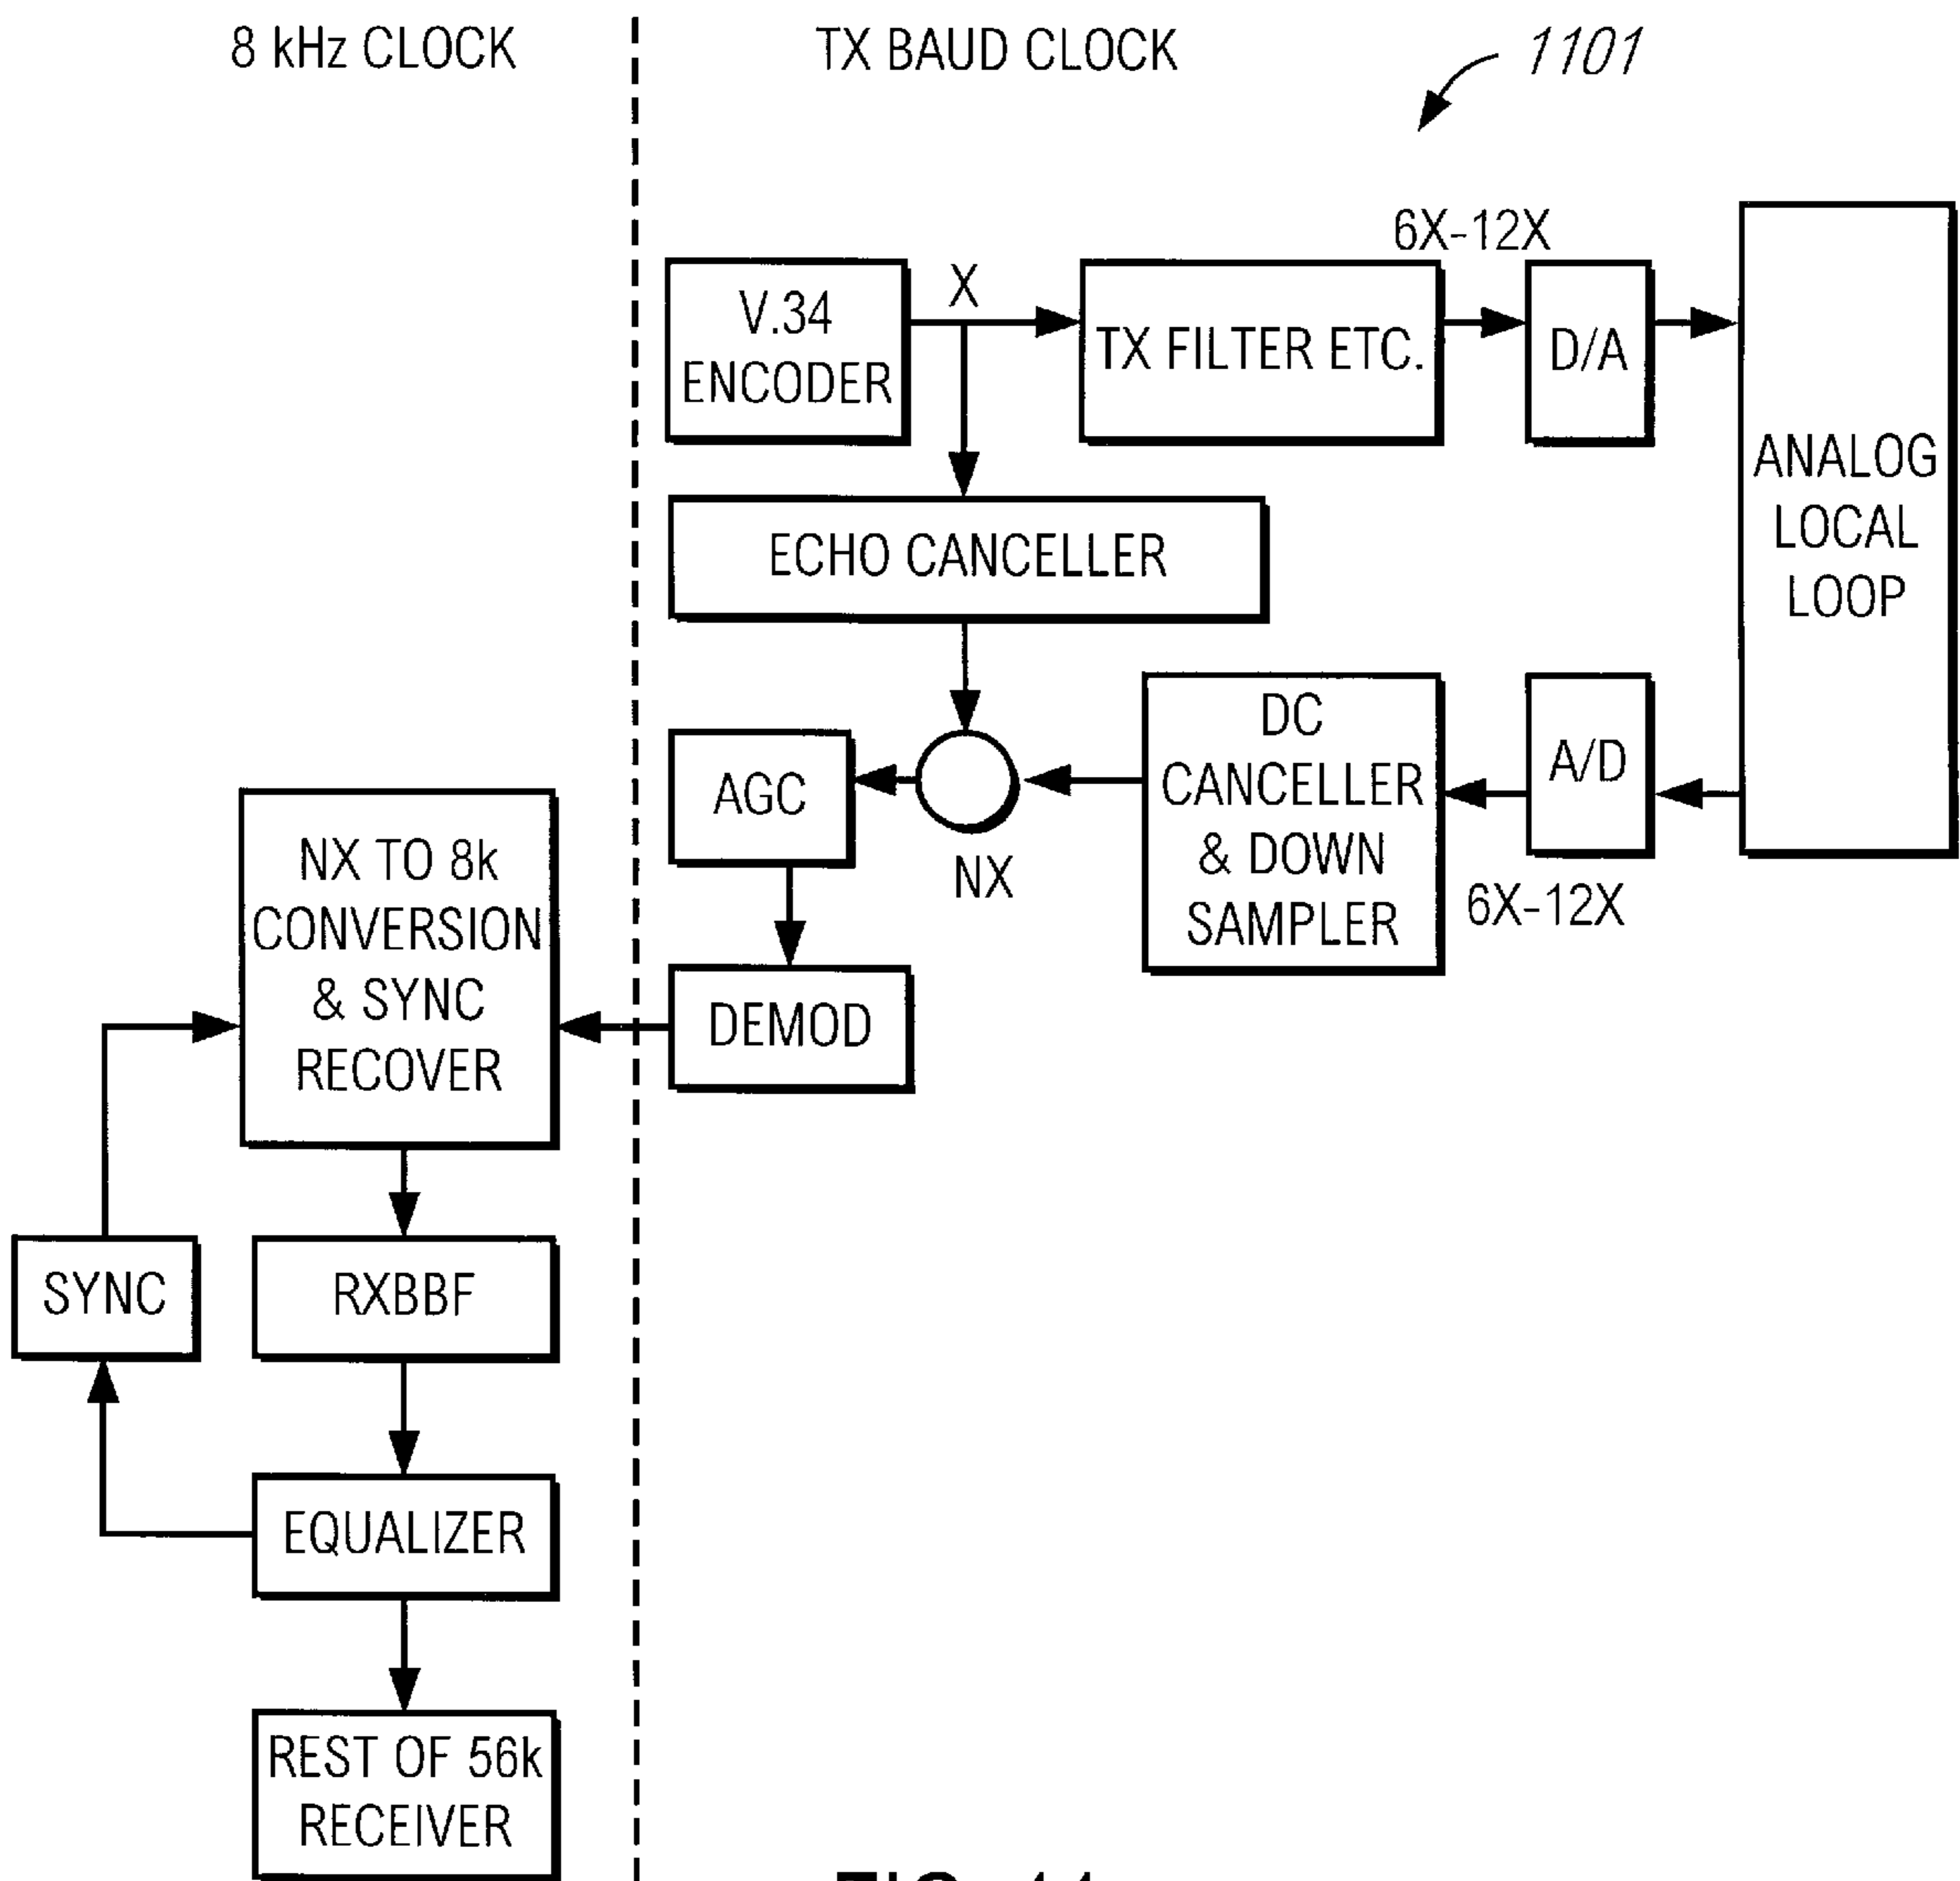 8 kHz CLOCK
TX BAUD CLOCK
1101
6X-12X
V.34
ENCODER
X
TX FILTER ETC.
D/A
ANALOG
LOCAL
LOOP
ECHO CANCELLER
DC
CANCELLER
& DOWN
SAMPLER
A/D
6X-12X
AGC
NX
NX TO 8k
CONVERSION
& SYNC
RECOVER
DEMOD
SYNC
RXBBF
EQUALIZER
REST OF 56k
RECEIVER